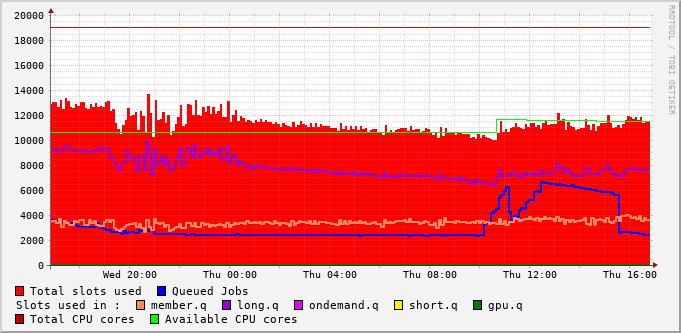 RRDTOOL / TOBI OETIKER
20000
18000
16000
14000
12000
10000
8000
6000
4000
2000
0
Wed 20:00 Thu 00:00 Thu 04:00 Thu 08:00 Thu 12:00 Thu 16:00
Total slots used Queued Jobs
Slots used in : member.q long.q ondemand.q short.q gpu.q
Total CPU cores Available CPU cores